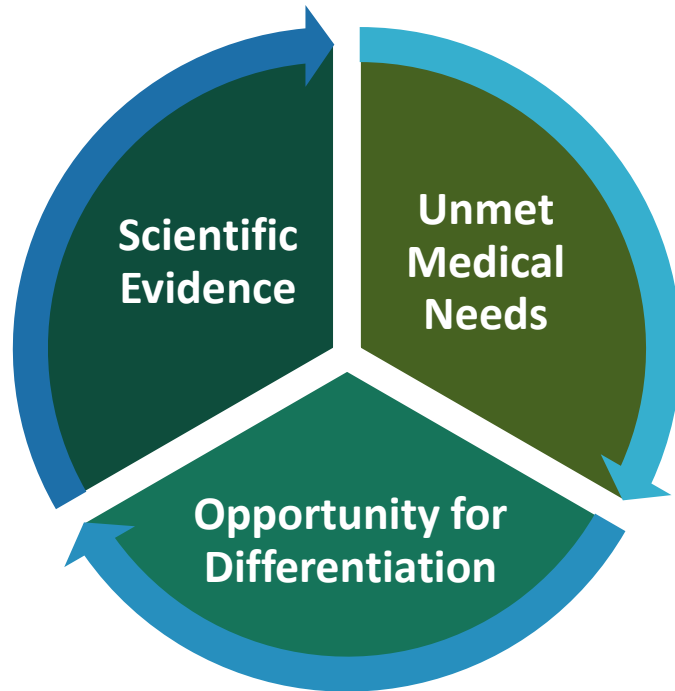 Scientific
Evidence
Unmet
Medical
Needs
Opportunity for
Differentiation